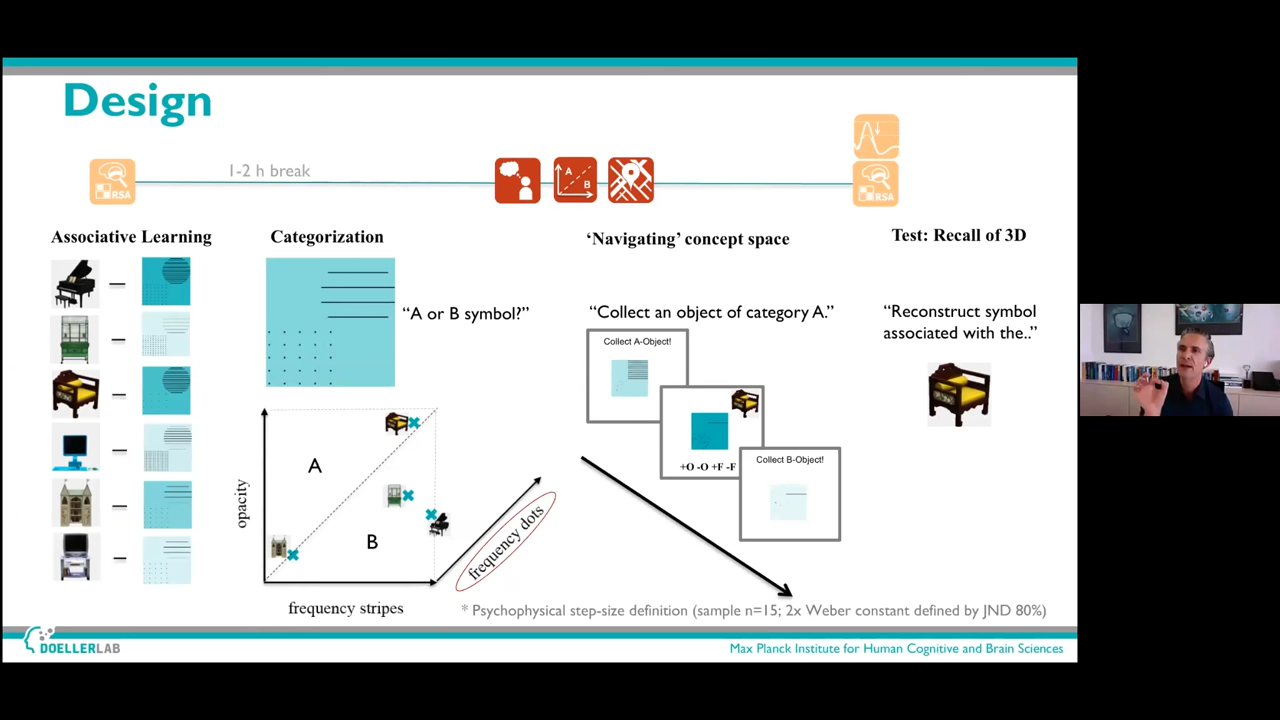 Design
1-2 h break
RSA
A
B
RSA
Associative Learning
Categorization
‘Navigating’ concept space
Test: Recall of 3D
“A or B symbol?”
“Collect an object of category A.”
“Reconstruct symbol
associated with the..”
Collect A-Object!
+O -O +F -F
Collect B-Object!
A
B
opacity
frequency stripes
frequency dots
* Psychophysical step-size definition (sample n=15; 2x Weber constant defined by JND 80%)
DOELLERLAB
Max Planck Institute for Human Cognitive and Brain Sciences